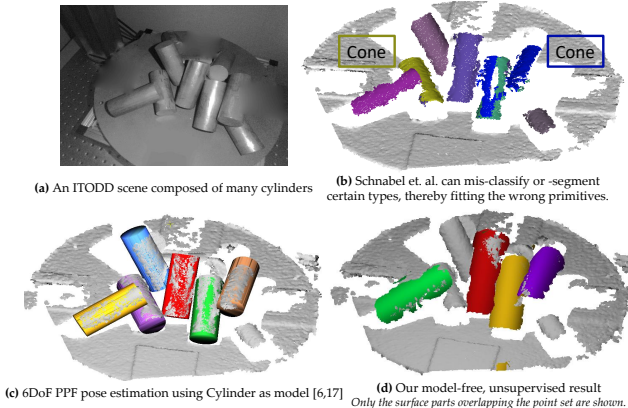 Cone
Cone
(a) An ITODD scene composed of many cylinders
(b) Schnabel et. al. can mis-classify or -segment
certain types, thereby fitting the wrong primitives.
(c) 6DoF PPF pose estimation using Cylinder as model [6,17]
(d) Our model-free, unsupervised result
Only the surface parts overlapping the point set are shown.